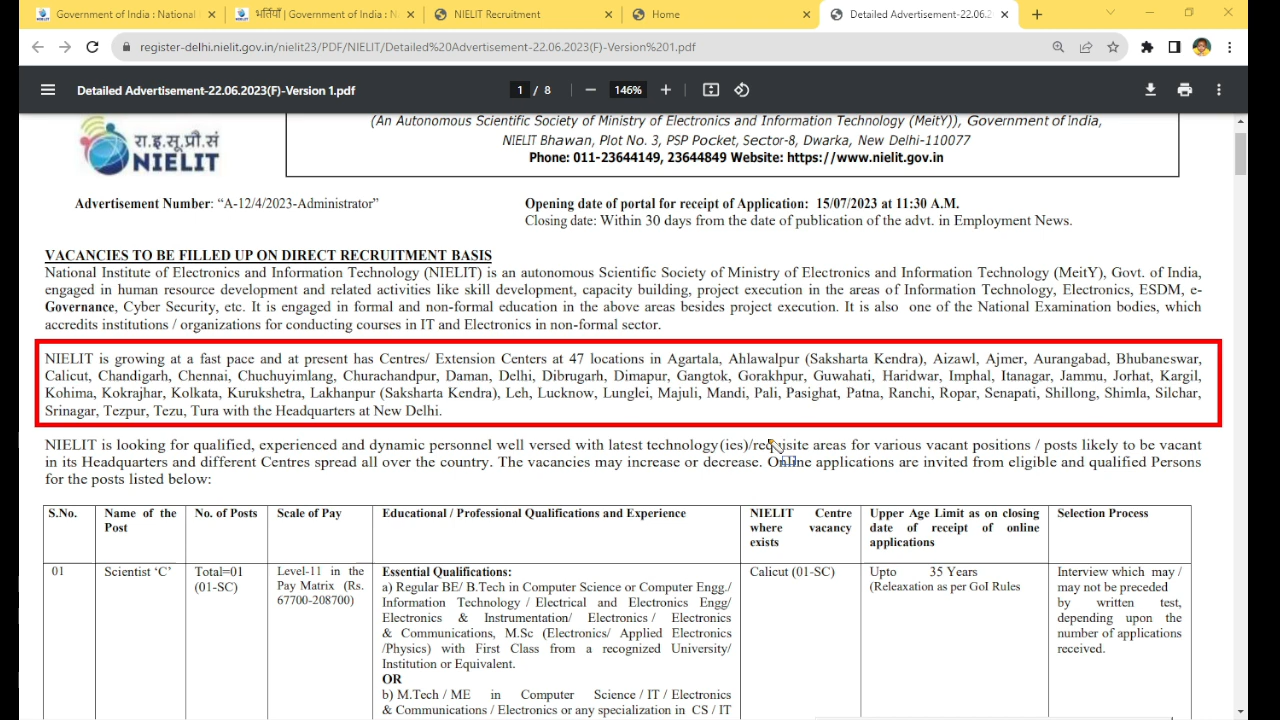 Government of India : National
भर्तियाँ | Government of India : N
NIELIT Recruitment
Home
Detailed Advertisement-22.06.2
register-delhi.nielit.gov.in/nielit23/PDF/NIELIT/Detailed%20Advertisement-22.06.2023(F)-Version%201.pdf
Detailed Advertisement-22.06.2023(F)-Version 1.pdf
1 / 8
146%
रा.इ.सू.प्रौ.सं
NIELIT
(An Autonomous Scientific Society of Ministry of Electronics and Information Technology (MeitY)), Government of India,
NIELIT Bhawan, Plot No. 3, PSP Pocket, Sector-8, Dwarka, New Delhi-110077
Phone: 011-23644149, 23644849 Website: https://www.nielit.gov.in
Advertisement Number: “A-12/4/2023-Administrator”
Opening date of portal for receipt of Application: 15/07/2023 at 11:30 A.M.
Closing date: Within 30 days from the date of publication of the advt. in Employment News.
VACANCIES TO BE FILLED UP ON DIRECT RECRUITMENT BASIS
National Institute of Electronics and Information Technology (NIELIT) is an autonomous Scientific Society of Ministry of Electronics and Information Technology (MeitY), Govt. of India,
engaged in human resource development and related activities like skill development, capacity building, project execution in the areas of Information Technology, Electronics, ESDM, e-
Governance, Cyber Security, etc. It is engaged in formal and non-formal education in the above areas besides project execution. It is also one of the National Examination bodies, which
accredits institutions / organizations for conducting courses in IT and Electronics in non-formal sector.
NIELIT is growing at a fast pace and at present has Centres/ Extension Centers at 47 locations in Agartala, Ahlawalpur (Saksharta Kendra), Aizawl, Ajmer, Aurangabad, Bhubaneswar,
Calicut, Chandigarh, Chennai, Chuchuyimlang, Churachandpur, Daman, Delhi, Dibrugarh, Dimapur, Gangtok, Gorakhpur, Guwahati, Haridwar, Imphal, Itanagar, Jammu, Jorhat, Kargil,
Kohima, Kokrajhar, Kolkata, Kurukshetra, Lakhanpur (Saksharta Kendra), Leh, Lucknow, Lunglei, Majuli, Mandi, Pali, Pasighat, Patna, Ranchi, Ropar, Senapati, Shillong, Shimla, Silchar,
Srinagar, Tezpur, Tezu, Tura with the Headquarters at New Delhi.
NIELIT is looking for qualified, experienced and dynamic personnel well versed with latest technology(ies)/requisite areas for various vacant positions / posts likely to be vacant
in its Headquarters and different Centres spread all over the country. The vacancies may increase or decrease. Online applications are invited from eligible and qualified Persons
for the posts listed below:
S.No.
Name of the
Post
No. of Posts
Scale of Pay
Educational / Professional Qualifications and Experience
NIELIT Centre
where vacancy
exists
Upper Age Limit as on closing
date of receipt of online
applications
Selection Process
01
Scientist ‘C’
Total=01
(01-SC)
Level-11 in the
Pay Matrix (Rs.
67700-208700)
Essential Qualifications:
a) Regular BE/ B.Tech in Computer Science or Computer Engg./
Information Technology / Electrical and Electronics Engg/
Electronics & Instrumentation/ Electronics / Electronics
& Communications, M.Sc (Electronics/ Applied Electronics
/Physics) with First Class from a recognized University/
Institution or Equivalent.
OR
b) M.Tech / ME in Computer Science / IT / Electronics
& Communications / Electronics or any specialization in CS / IT
Calicut (01-SC)
Upto 35 Years
(Releaxation as per GoI Rules
Interview which may /
may not be preceded
by written test,
depending upon the
number of applications
received.